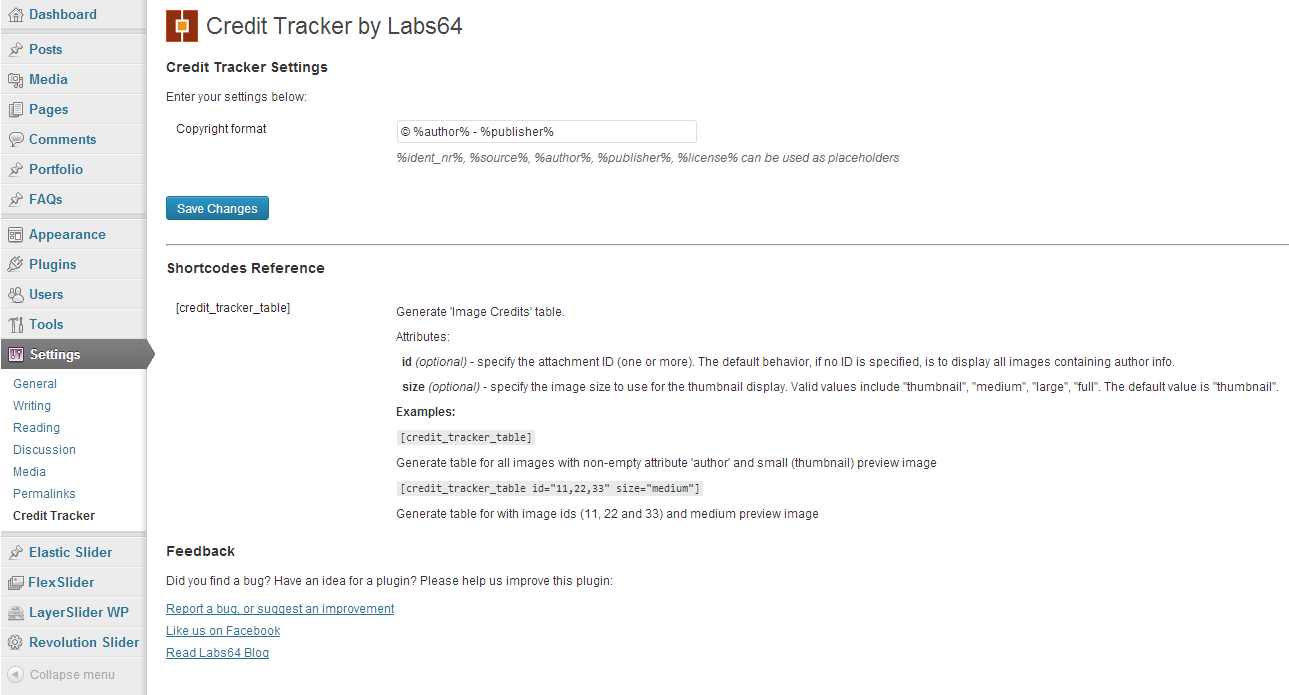 Dashboard
Posts
Media
Pages
Comments
Portfolio
FAQs
Appearance
Plugins
Users
Tools
Settings
General
Writing
Reading
Discussion
Media
Permalinks
Credit Tracker
Elastic Slider
FlexSlider
LayerSlider WP
Revolution Slider
Collapse menu
Credit Tracker by Labs64
Credit Tracker Settings
Enter your settings below:
Copyright format
© %author% - %publisher%
%ident_nr%, %source%, %author%, %publisher%, %license% can be used as placeholders
Save Changes
Shortcodes Reference
[credit_tracker_table]
Generate 'Image Credits' table.
Attributes:
id (optional) - specify the attachment ID (one or more). The default behavior, if no ID is specified, is to display all images containing author info.
size (optional) - specify the image size to use for the thumbnail display. Valid values include "thumbnail", "medium", "large", "full". The default value is "thumbnail".
Examples:
[credit_tracker_table]
Generate table for all images with non-empty attribute 'author' and small (thumbnail) preview image
[credit_tracker_table id="11,22,33" size="medium"]
Generate table for with image ids (11, 22 and 33) and medium preview image
Feedback
Did you find a bug? Have an idea for a plugin? Please help us improve this plugin:
Report a bug, or suggest an improvement
Like us on Facebook
Read Labs64 Blog